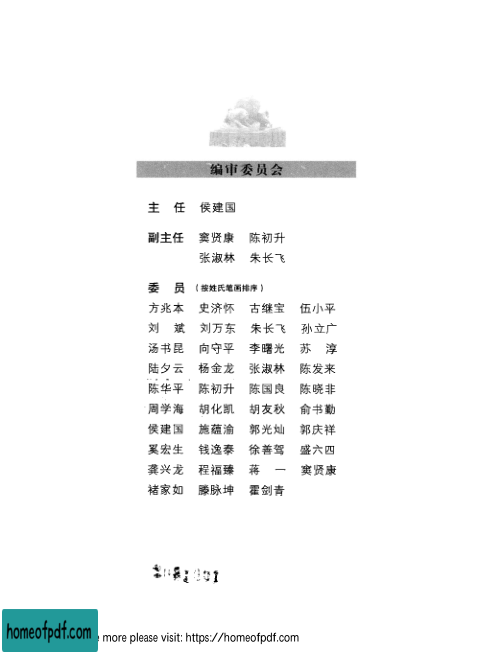 编审委员会
主 任 侯建国
副主任 窦贤康 陈初升
张淑林 朱长飞
委 员 (按姓氏笔画排序)
方兆本 史济怀 古继宝 伍小平
刘 斌 刘万东 朱长飞 孙立广
汤书昆 向守平 李曙光 苏 淳
陆夕云 杨金龙 张淑林 陈发来
陈华平 陈初升 陈国良 陈晓非
周学海 胡化凯 胡友秋 俞书勤
侯建国 施蕴渝 郭光灿 郭庆祥
奚宏生 钱逸泰 徐善驾 盛六四
龚兴龙 程福臻 蒋 一 窦贤康
褚家如 滕脉坤 霍剑青
homeofpdf.com
more please visit: https://homeofpdf.com